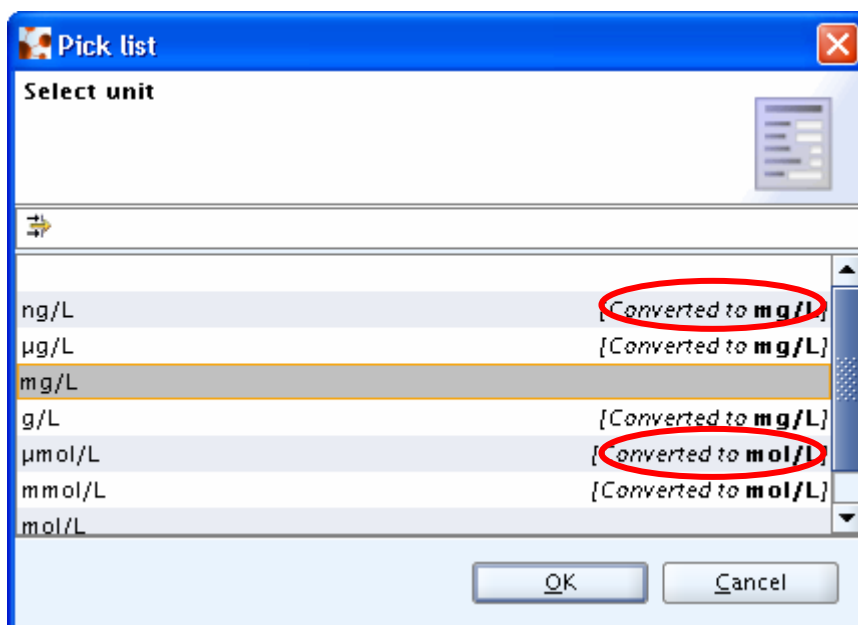 Pick list
Select unit
ng/L [Converted to mg/L]
µg/L [Converted to mg/L]
mg/L
g/L [Converted to mg/L]
µmol/L [Converted to mol/L]
mmol/L [Converted to mol/L]
mol/L
OK Cancel